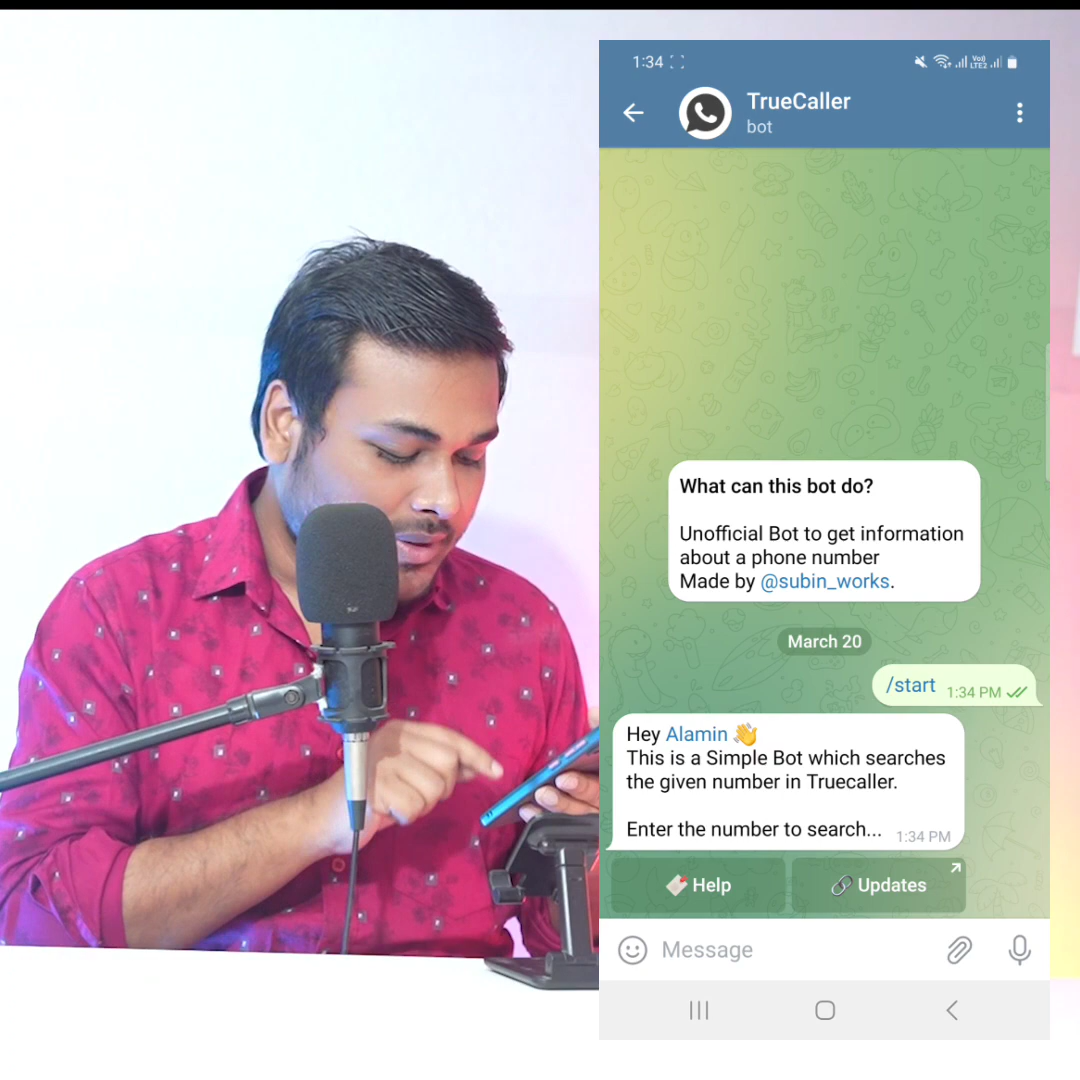 1:34
Vo))
LTE2
TrueCaller
bot
What can this bot do?
Unofficial Bot to get information
about a phone number
Made by @subin_works.
March 20
/start 1:34 PM
Hey Alamin 👋
This is a Simple Bot which searches
the given number in Truecaller.
Enter the number to search... 1:34 PM
Help
Updates
Message